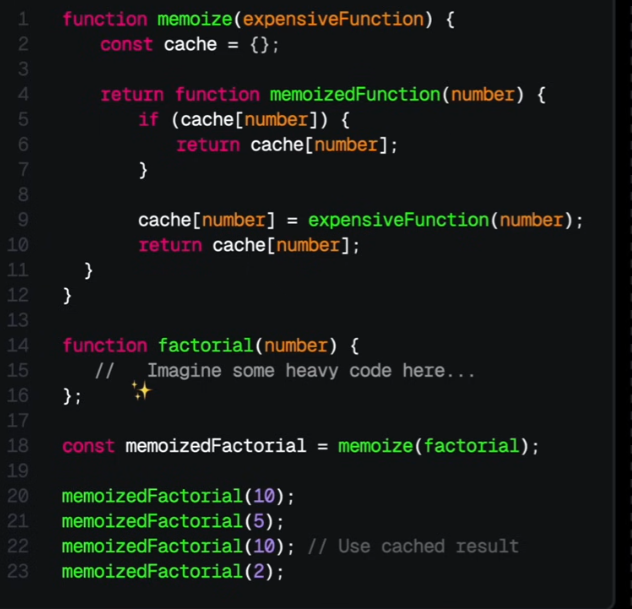 1 function memoize(expensiveFunction) {
2 const cache = {};
3
4 return function memoizedFunction(number) {
5 if (cache[number]) {
6 return cache[number];
7 }
8
9 cache[number] = expensiveFunction(number);
10 return cache[number];
11 }
12 }
13
14 function factorial(number) {
15 // Imagine some heavy code here...
16 };
17
18 const memoizedFactorial = memoize(factorial);
19
20 memoizedFactorial(10);
21 memoizedFactorial(5);
22 memoizedFactorial(10); // Use cached result
23 memoizedFactorial(2);